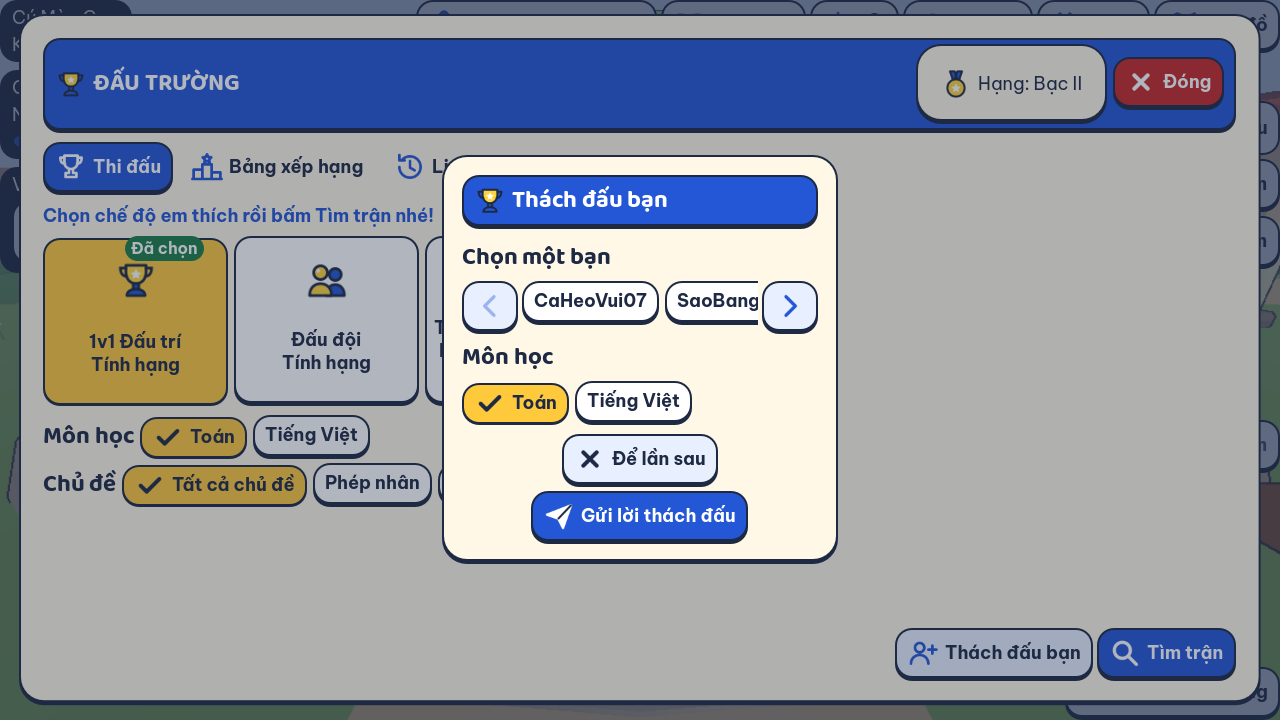 ĐẤU TRƯỜNG
Hạng: Bạc II
Đóng
Thi đấu
Bảng xếp hạng
Chọn chế độ em thích rồi bấm Tìm trận nhé!
Đã chọn
1v1 Đấu trí
Tính hạng
Đấu đội
Tính hạng
Môn học
Toán
Tiếng Việt
Chủ đề
Tất cả chủ đề
Phép nhân
Thách đấu bạn
Chọn một bạn
CaHeoVui07
SaoBang
Môn học
Toán
Tiếng Việt
Để lần sau
Gửi lời thách đấu
Thách đấu bạn
Tìm trận